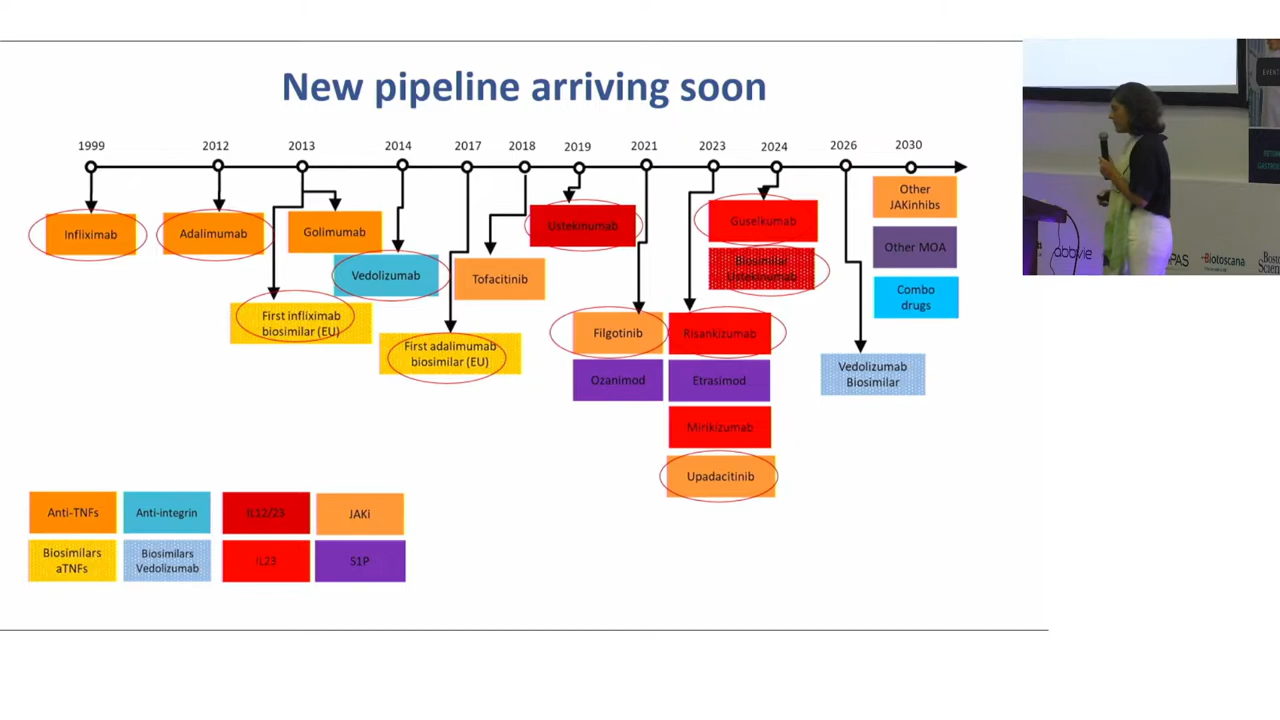 New pipeline arriving soon
1999
2012
2013
2014
2017
2018
2019
2021
2023
2024
2026
2030
Infliximab
Adalimumab
Golimumab
First infliximab
biosimilar (EU)
Vedolizumab
First adalimumab
biosimilar (EU)
Tofacitinib
Ustekinumab
Filgotinib
Ozanimod
Risankizumab
Etrasimod
Mirikizumab
Upadacitinib
Guselkumab
Biosimilar
Ustekinumab
Vedolizumab
Biosimilar
Other
JAKinhibs
Other MOA
Combo
drugs
Anti-TNFs
Anti-integrin
IL12/23
JAKi
Biosimilars
aTNFs
Biosimilars
Vedolizumab
IL23
S1P
abbvie
Biotoscana